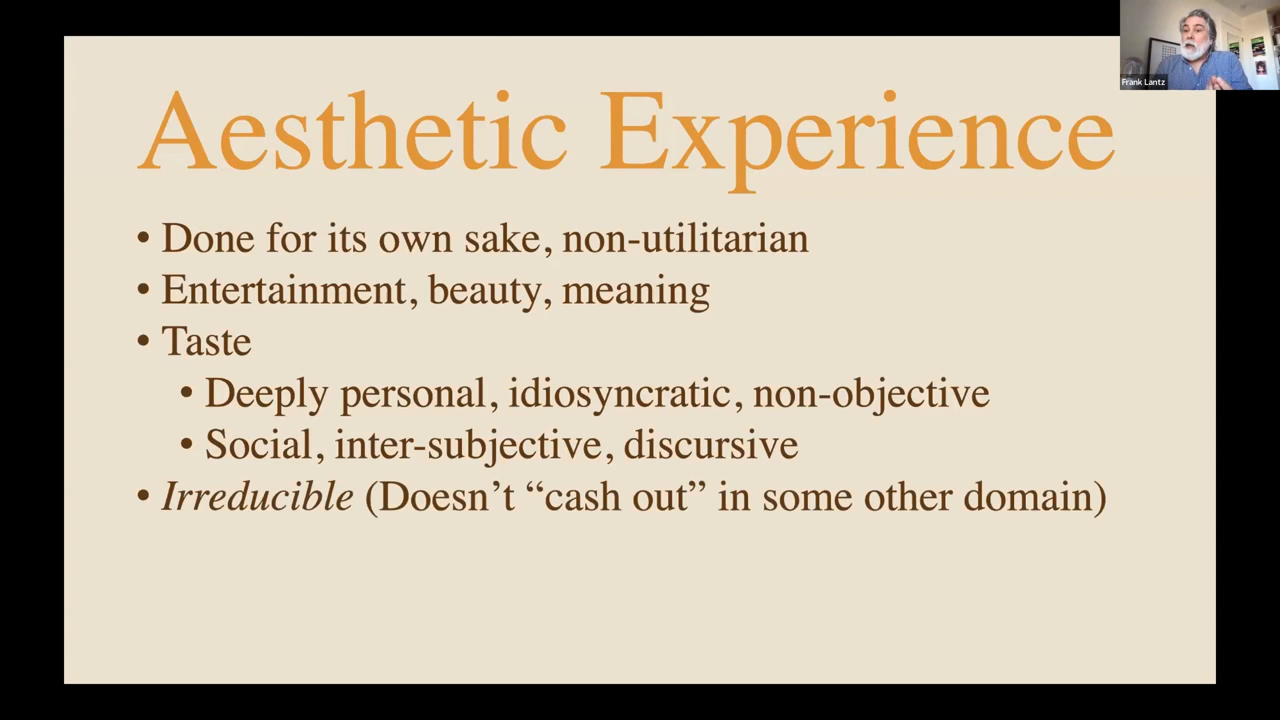 Aesthetic Experience
• Done for its own sake, non-utilitarian
• Entertainment, beauty, meaning
• Taste
• Deeply personal, idiosyncratic, non-objective
• Social, inter-subjective, discursive
• Irreducible (Doesn’t “cash out” in some other domain)
Frank Lantz